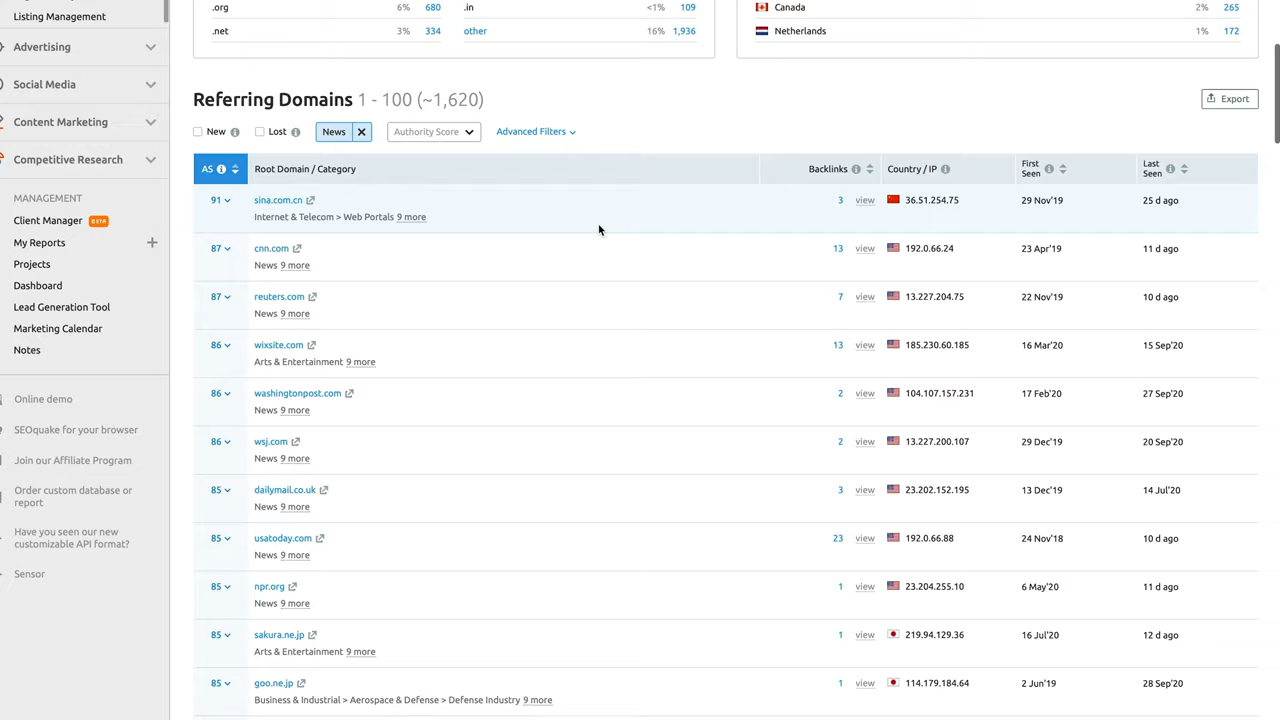 Listing Management
Advertising
Social Media
Content Marketing
Competitive Research
MANAGEMENT
Client Manager BETA
My Reports
Projects
Dashboard
Lead Generation Tool
Marketing Calendar
Notes
Online demo
SEOquake for your browser
Join our Affiliate Program
Order custom database or
report
Have you seen our new
customizable API format?
Sensor
.org 6% 680 .in <1% 109 Canada 2% 265
.net 3% 334 other 16% 1,936 Netherlands 1% 172
Referring Domains 1 - 100 (~1,620)
Export
New Lost News Authority Score Advanced Filters
AS Root Domain / Category Backlinks Country / IP First Seen Last Seen
91 sina.com.cn 3 view 36.51.254.75 29 Nov'19 25 d ago
Internet & Telecom > Web Portals 9 more
87 cnn.com 13 view 192.0.66.24 23 Apr'19 11 d ago
News 9 more
87 reuters.com 7 view 13.227.204.75 22 Nov'19 10 d ago
News 9 more
86 wixsite.com 13 view 185.230.60.185 16 Mar'20 15 Sep'20
Arts & Entertainment 9 more
86 washingtonpost.com 2 view 104.107.157.231 17 Feb'20 27 Sep'20
News 9 more
86 wsj.com 2 view 13.227.200.107 29 Dec'19 20 Sep'20
News 9 more
85 dailymail.co.uk 3 view 23.202.152.195 13 Dec'19 14 Jul'20
News 9 more
85 usatoday.com 23 view 192.0.66.88 24 Nov'18 10 d ago
News 9 more
85 npr.org 1 view 23.204.255.10 6 May'20 11 d ago
News 9 more
85 sakura.ne.jp 1 view 219.94.129.36 16 Jul'20 12 d ago
Arts & Entertainment 9 more
85 goo.ne.jp 1 view 114.179.184.64 2 Jun'19 28 Sep'20
Business & Industrial > Aerospace & Defense > Defense Industry 9 more